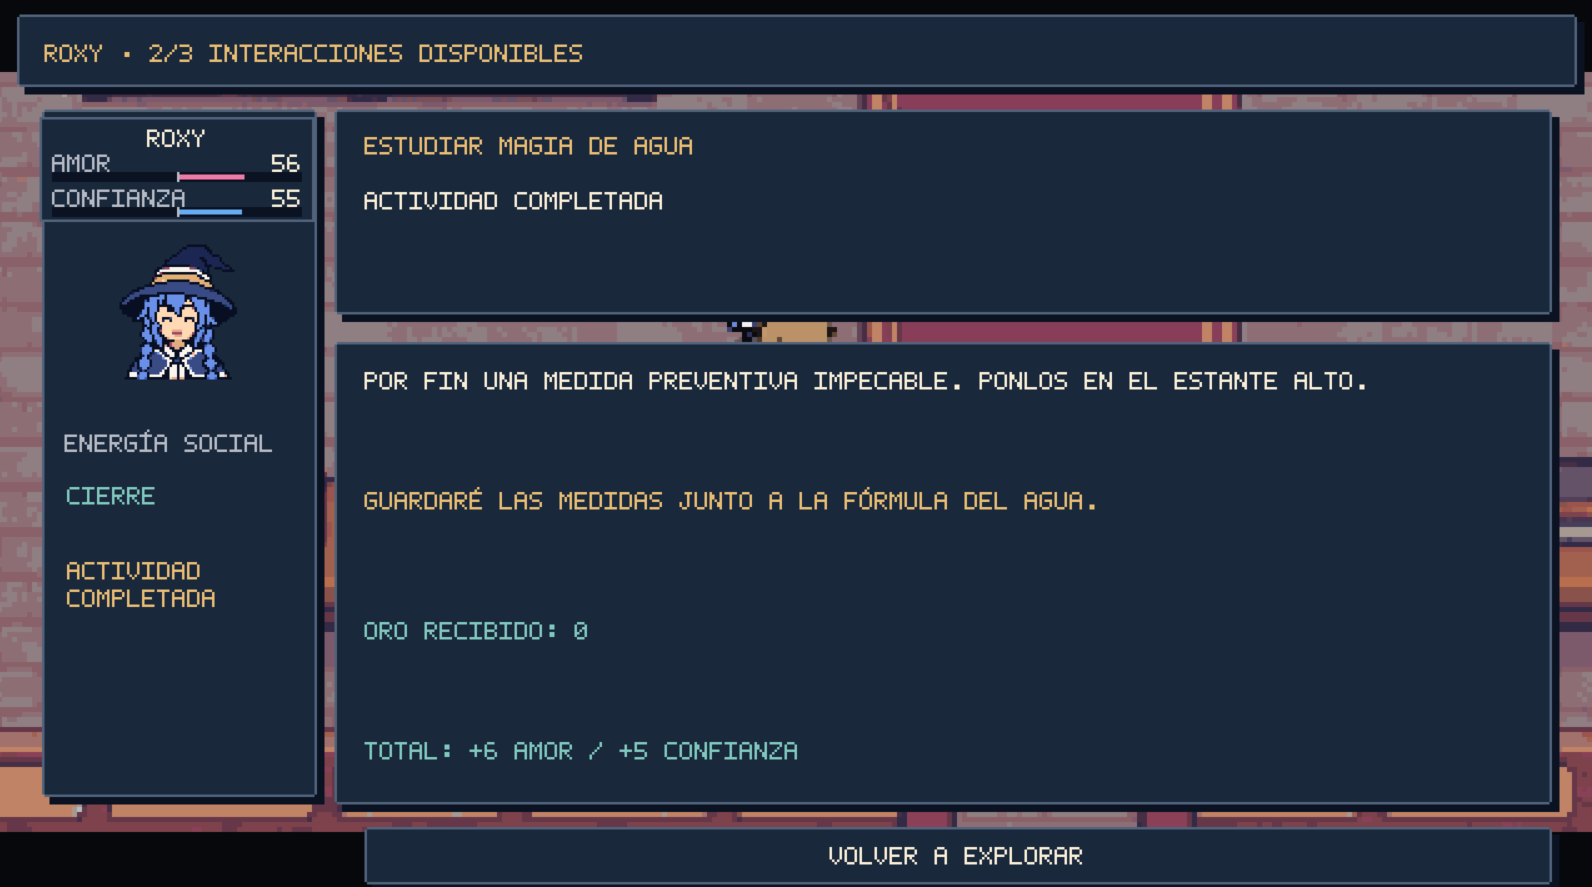 ROXY · 2/3 INTERACCIONES DISPONIBLES
ROXY
AMOR 56
CONFIANZA 55
ENERGÍA SOCIAL
CIERRE
ACTIVIDAD
COMPLETADA
ESTUDIAR MAGIA DE AGUA
ACTIVIDAD COMPLETADA
POR FIN UNA MEDIDA PREVENTIVA IMPECABLE. PONLOS EN EL ESTANTE ALTO.
GUARDARÉ LAS MEDIDAS JUNTO A LA FÓRMULA DEL AGUA.
ORO RECIBIDO: 0
TOTAL: +6 AMOR / +5 CONFIANZA
VOLVER A EXPLORAR